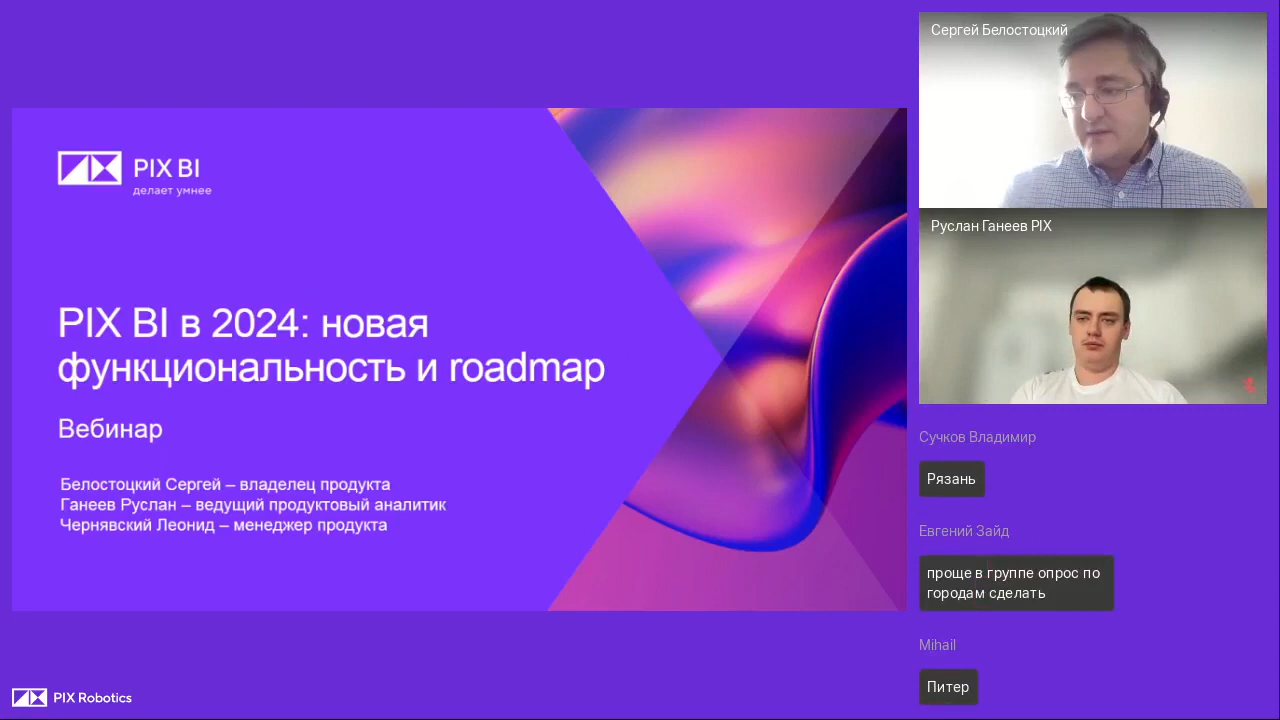 PIX BI
делает умнее
PIX BI в 2024: новая
функциональность и roadmap
Вебинар
Белостоцкий Сергей – владелец продукта
Ганеев Руслан – ведущий продуктовый аналитик
Чернявский Леонид – менеджер продукта
PIX Robotics
Сергей Белостоцкий
Руслан Ганеев PIX
Сучков Владимир
Рязань
Евгений Зайд
проще в группе опрос по
городам сделать
Mihail
Питер